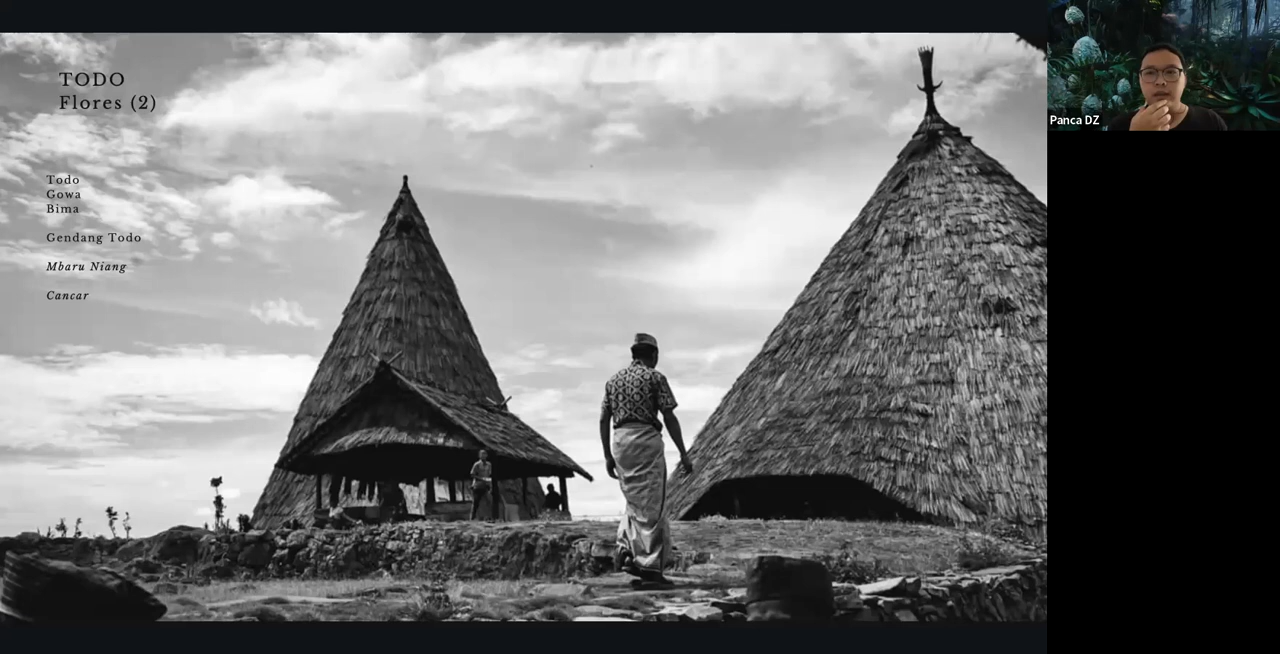 TODO
Flores (2)
Todo
Gowa
Bima
Gendang Todo
Mbaru Niang
Cancar
Panca DZ